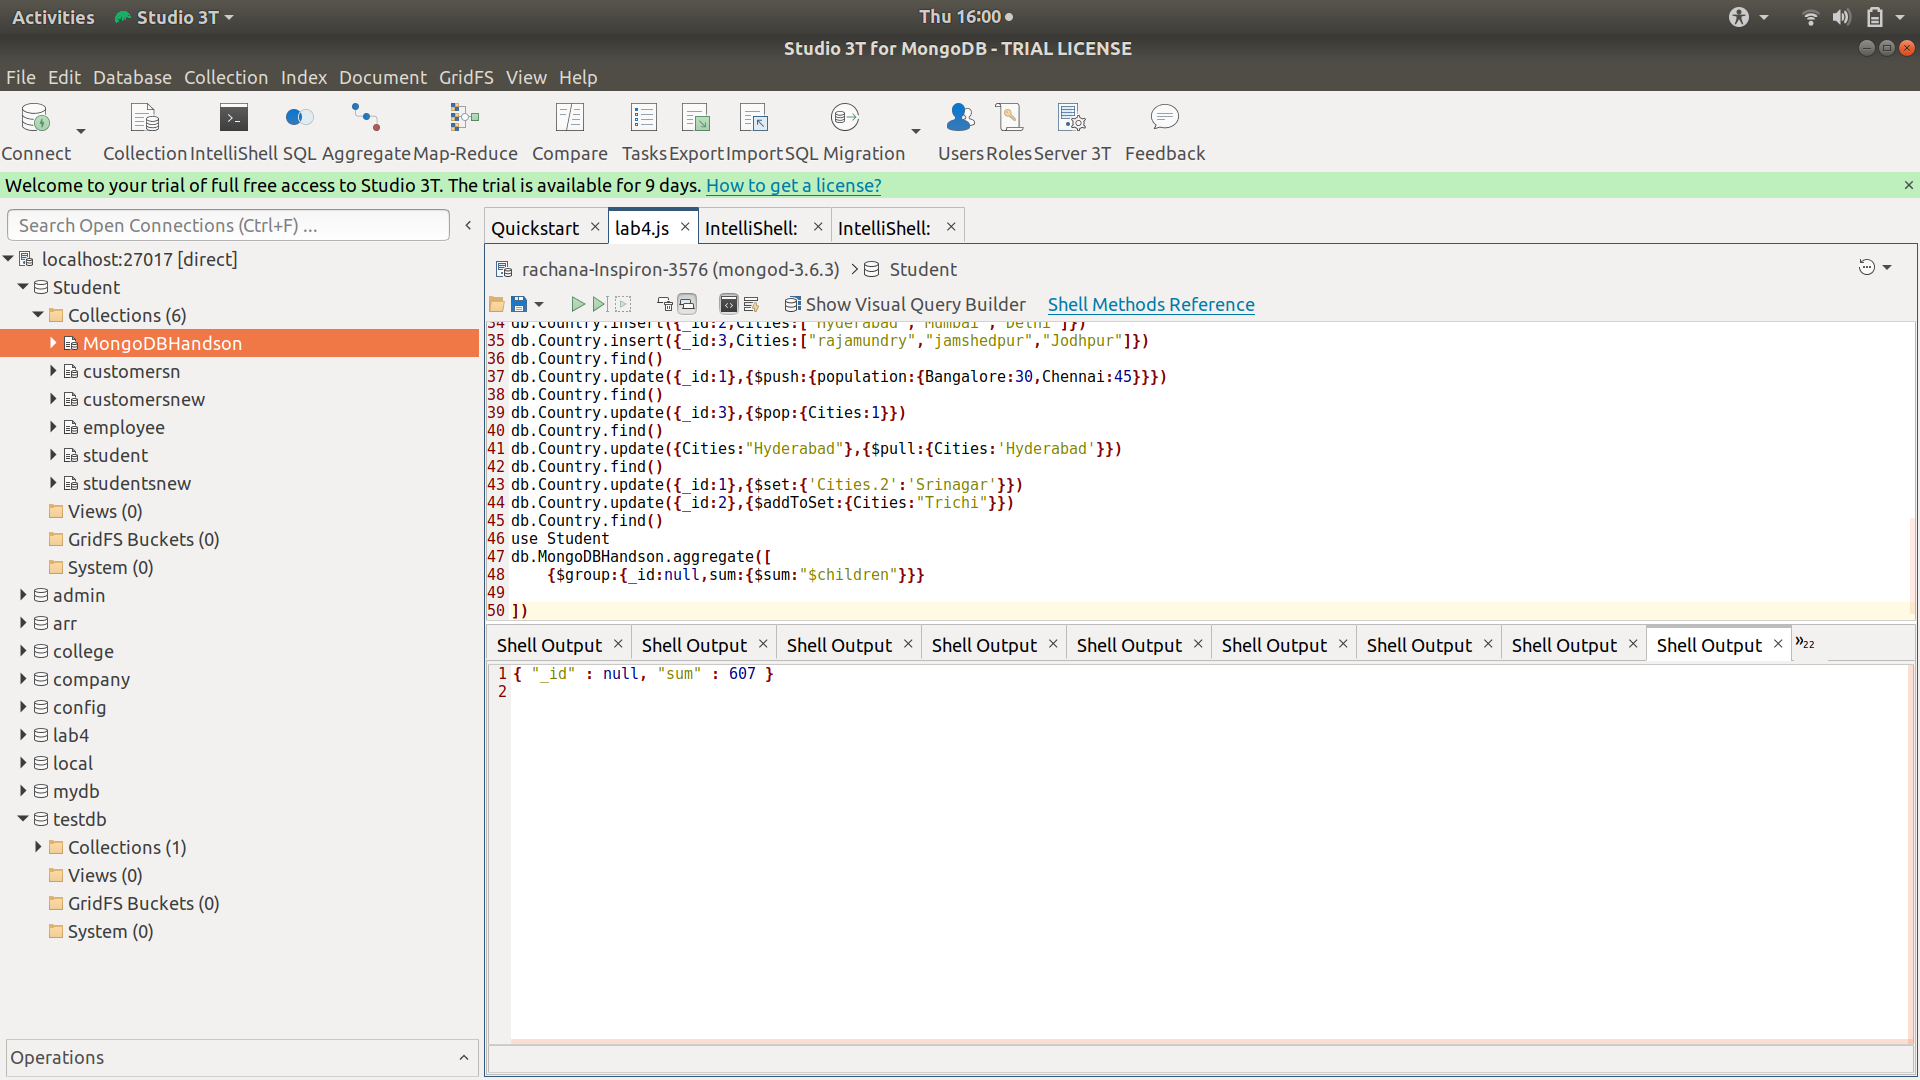 Activities Studio 3T Thu 16:00
Studio 3T for MongoDB - TRIAL LICENSE
File Edit Database Collection Index Document GridFS View Help
Connect Collection IntelliShell SQL Aggregate Map-Reduce Compare Tasks Export Import SQL Migration Users Roles Server 3T Feedback
Welcome to your trial of full free access to Studio 3T. The trial is available for 9 days. How to get a license?
Search Open Connections (Ctrl+F) ...
localhost:27017 [direct]
Student
Collections (6)
MongoDBHandson
customersn
customersnew
employee
student
studentsnew
Views (0)
GridFS Buckets (0)
System (0)
admin
arr
college
company
config
lab4
local
mydb
testdb
Collections (1)
Views (0)
GridFS Buckets (0)
System (0)
Operations
Quickstart lab4.js IntelliShell: IntelliShell:
rachana-Inspiron-3576 (mongod-3.6.3) > Student
Show Visual Query Builder Shell Methods Reference
34 db.Country.insert({_id:2,Cities:["Hyderabad","Mumbai","Delhi"]})
35 db.Country.insert({_id:3,Cities:["rajamundry","jamshedpur","Jodhpur"]})
36 db.Country.find()
37 db.Country.update({_id:1},{$push:{population:{Bangalore:30,Chennai:45}}})
38 db.Country.find()
39 db.Country.update({_id:3},{$pop:{Cities:1}})
40 db.Country.find()
41 db.Country.update({Cities:"Hyderabad"},{$pull:{Cities:'Hyderabad'}})
42 db.Country.find()
43 db.Country.update({_id:1},{$set:{'Cities.2':'Srinagar'}})
44 db.Country.update({_id:2},{$addToSet:{Cities:"Trichi"}})
45 db.Country.find()
46 use Student
47 db.MongoDBHandson.aggregate([
48 {$group:{_id:null,sum:{$sum:"$children"}}}
49
50 ])
Shell Output Shell Output Shell Output Shell Output Shell Output Shell Output Shell Output Shell Output Shell Output »22
1 { "_id" : null, "sum" : 607 }
2